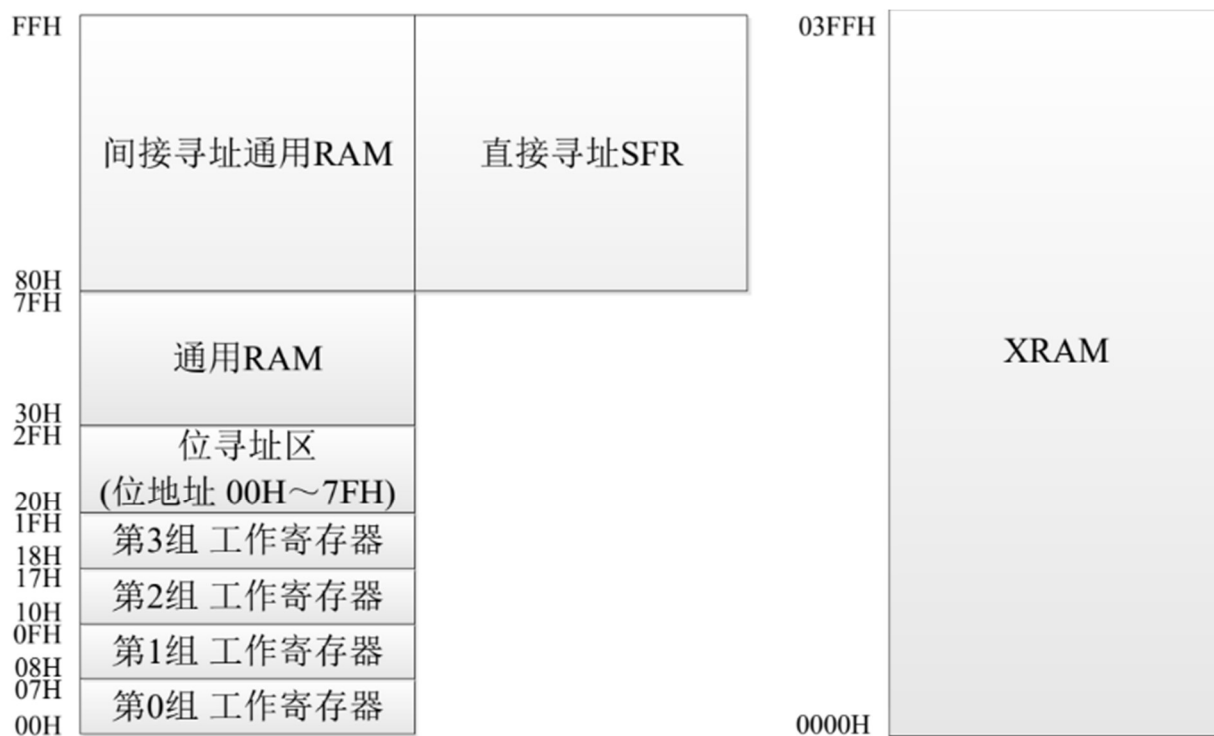 FFH
间接寻址通用RAM
直接寻址SFR
80H
7FH
通用RAM
30H
2FH
位寻址区
(位地址 00H～7FH)
20H
1FH
第3组 工作寄存器
18H
17H
第2组 工作寄存器
10H
0FH
第1组 工作寄存器
08H
07H
第0组 工作寄存器
00H
03FFH
XRAM
0000H